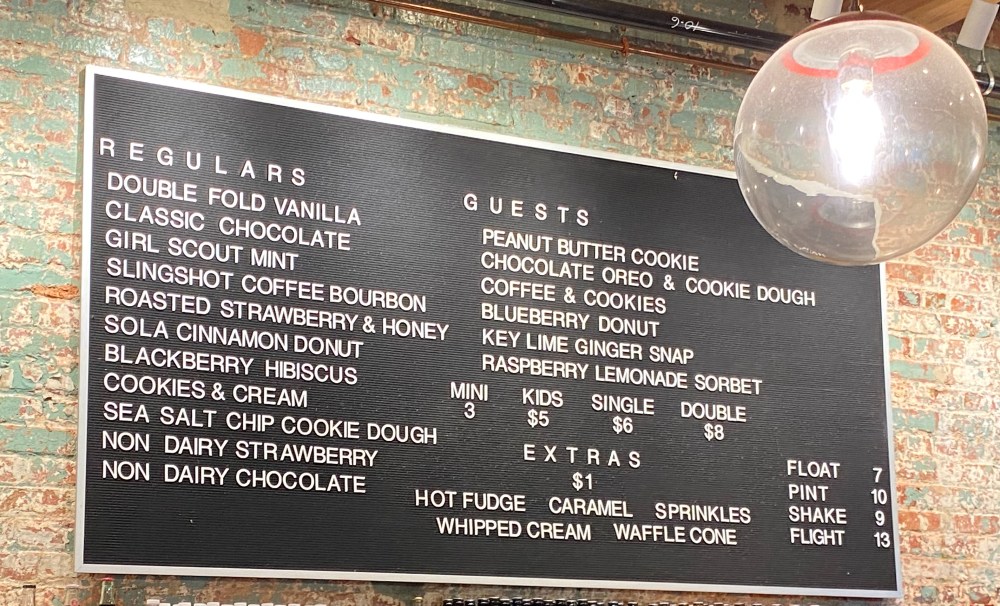 REGULARS
DOUBLE FOLD VANILLA
CLASSIC CHOCOLATE
GIRL SCOUT MINT
SLINGSHOT COFFEE BOURBON
ROASTED STRAWBERRY & HONEY
SOLA CINNAMON DONUT
BLACKBERRY HIBISCUS
COOKIES & CREAM
SEA SALT CHIP COOKIE DOUGH
NON DAIRY STRAWBERRY
NON DAIRY CHOCOLATE
GUESTS
PEANUT BUTTER COOKIE
CHOCOLATE OREO & COOKIE DOUGH
COFFEE & COOKIES
BLUEBERRY DONUT
KEY LIME GINGER SNAP
RASPBERRY LEMONADE SORBET
MINI KIDS SINGLE DOUBLE
3 $5 $6 $8
EXTRAS
$1
HOT FUDGE CARAMEL SPRINKLES
WHIPPED CREAM WAFFLE CONE
FLOAT 7
PINT 10
SHAKE 9
FLIGHT 13